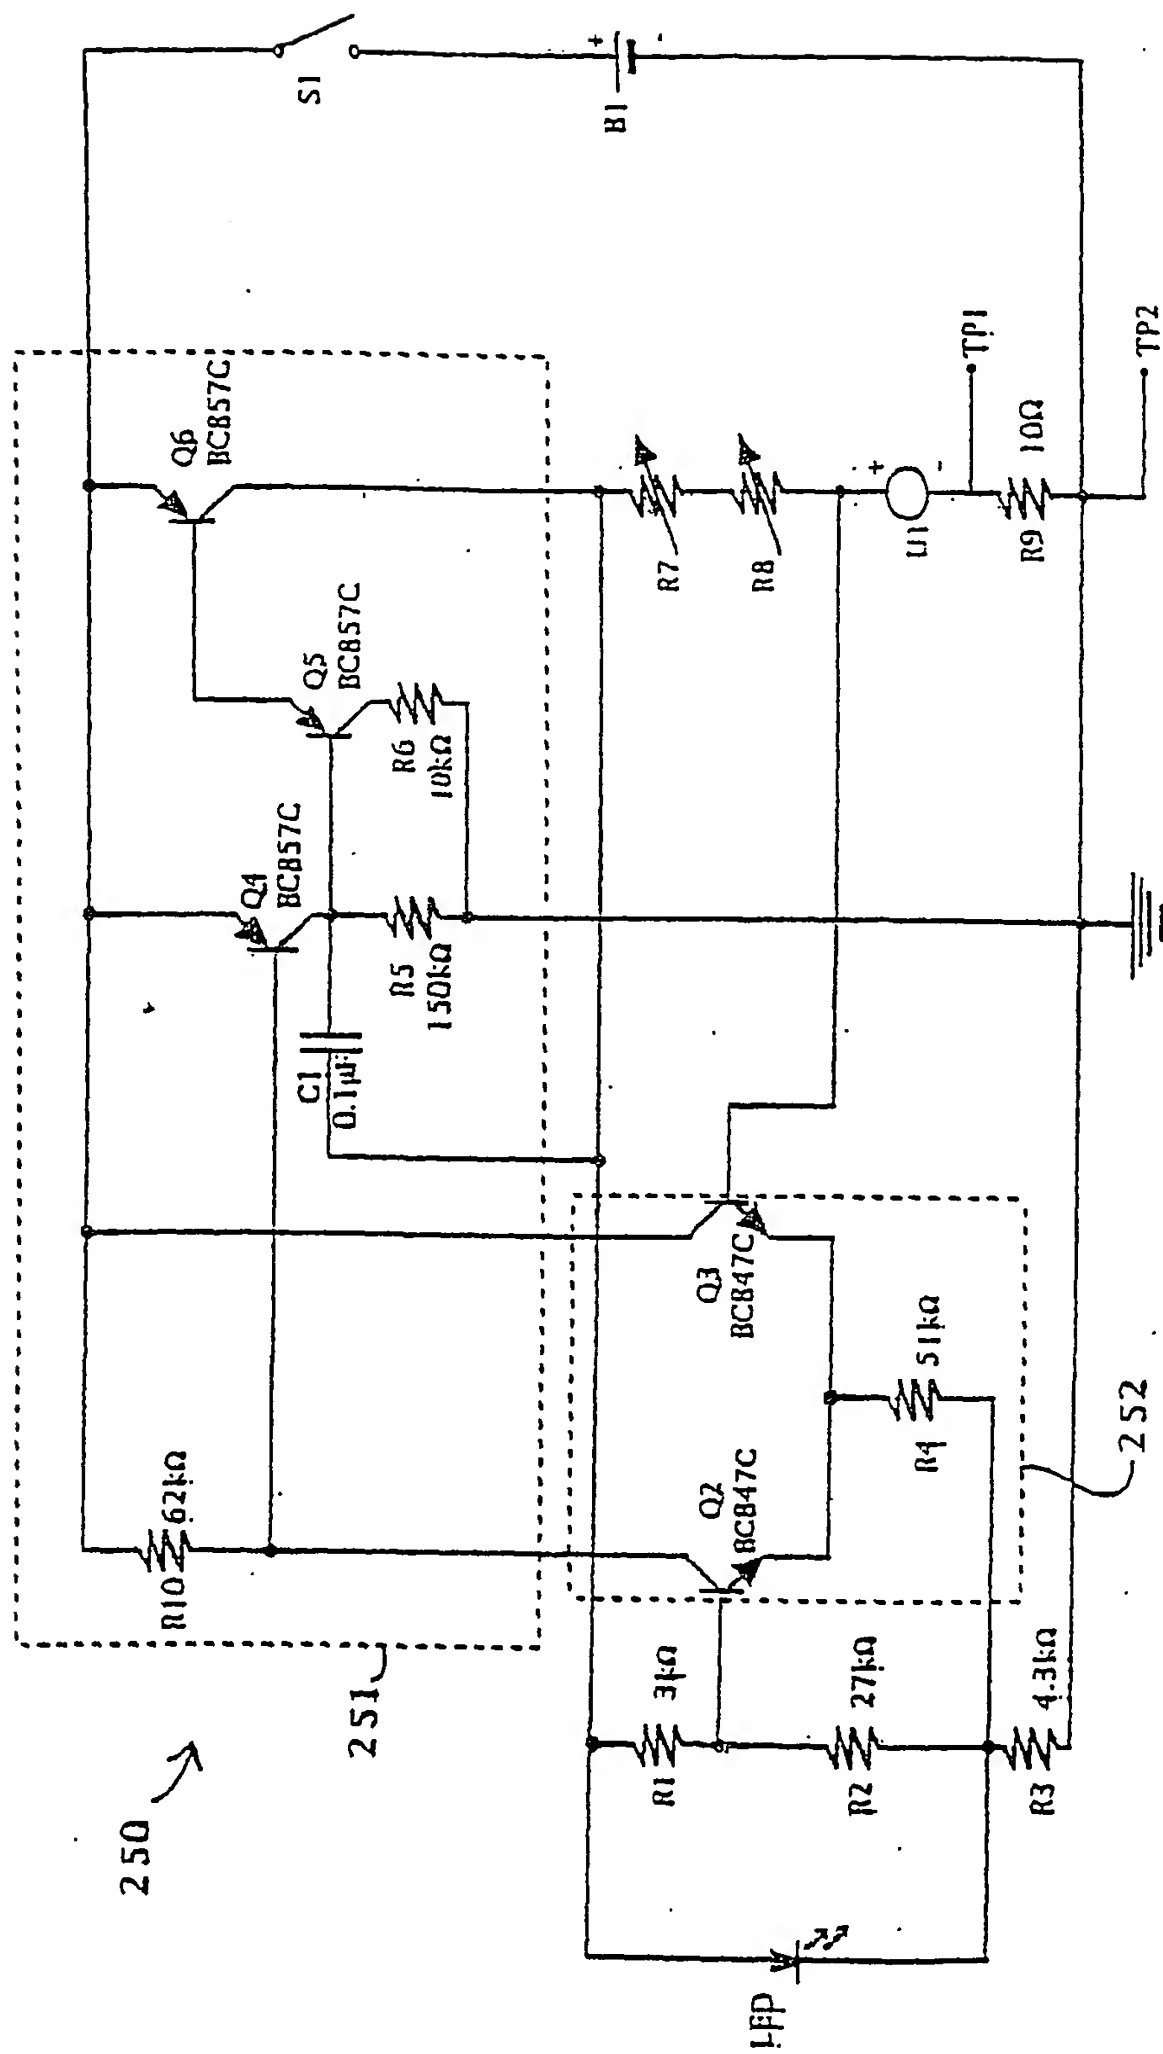 S1
+
B1
-
Q6
BC857C
Q5
BC857C
Q4
BC857C
R6
10kΩ
R5
150kΩ
C1
0.1µF
R10
62kΩ
R7
R8
+
U1
-
TP1
R9
10Ω
TP2
Q3
BC847C
Q2
BC847C
R4
51kΩ
R1
3kΩ
R2
27kΩ
R3
4.3kΩ
LED
250
251
252